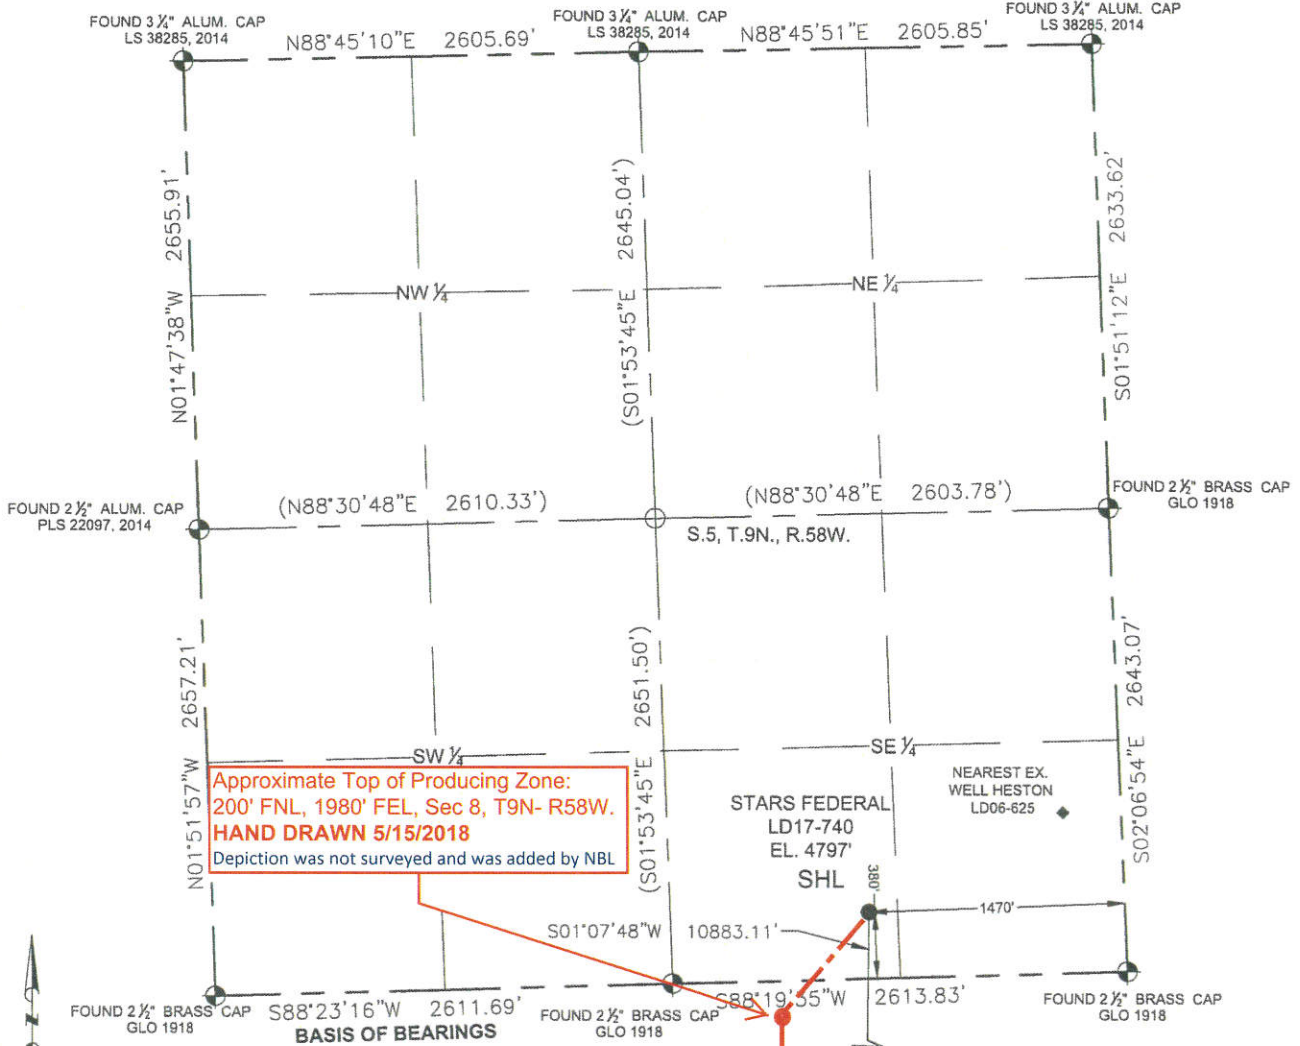 FOUND 3 ¼" ALUM. CAP
LS 38285, 2014
FOUND 3 ¼" ALUM. CAP
LS 38285, 2014
FOUND 3 ¼" ALUM. CAP
LS 38285, 2014
N88°45'10"E 2605.69'
N88°45'51"E 2605.85'
N01°47'38"W 2655.91'
(S01°53'45"E 2645.04')
S01°51'12"E 2633.62'
NW ¼
NE ¼
FOUND 2 ½" ALUM. CAP
PLS 22097, 2014
(N88°30'48"E 2610.33')
(N88°30'48"E 2603.78')
FOUND 2 ½" BRASS CAP
GLO 1918
S.5, T.9N., R.58W.
N01°51'57"W 2657.21'
(S01°53'45"E 2651.50')
S02°06'54"E 2643.07'
SW ¼
SE ¼
Approximate Top of Producing Zone:
200' FNL, 1980' FEL, Sec 8, T9N- R58W.
HAND DRAWN 5/15/2018
Depiction was not surveyed and was added by NBL
NEAREST EX.
WELL HESTON
LD06-625
STARS FEDERAL
LD17-740
EL. 4797'
SHL
380'
1470'
S01°07'48"W 10883.11'
N
FOUND 2 ½" BRASS CAP
GLO 1918
S88°23'16"W 2611.69'
BASIS OF BEARINGS
FOUND 2 ½" BRASS CAP
GLO 1918
S88°19'35"W 2613.83'
FOUND 2 ½" BRASS CAP
GLO 1918